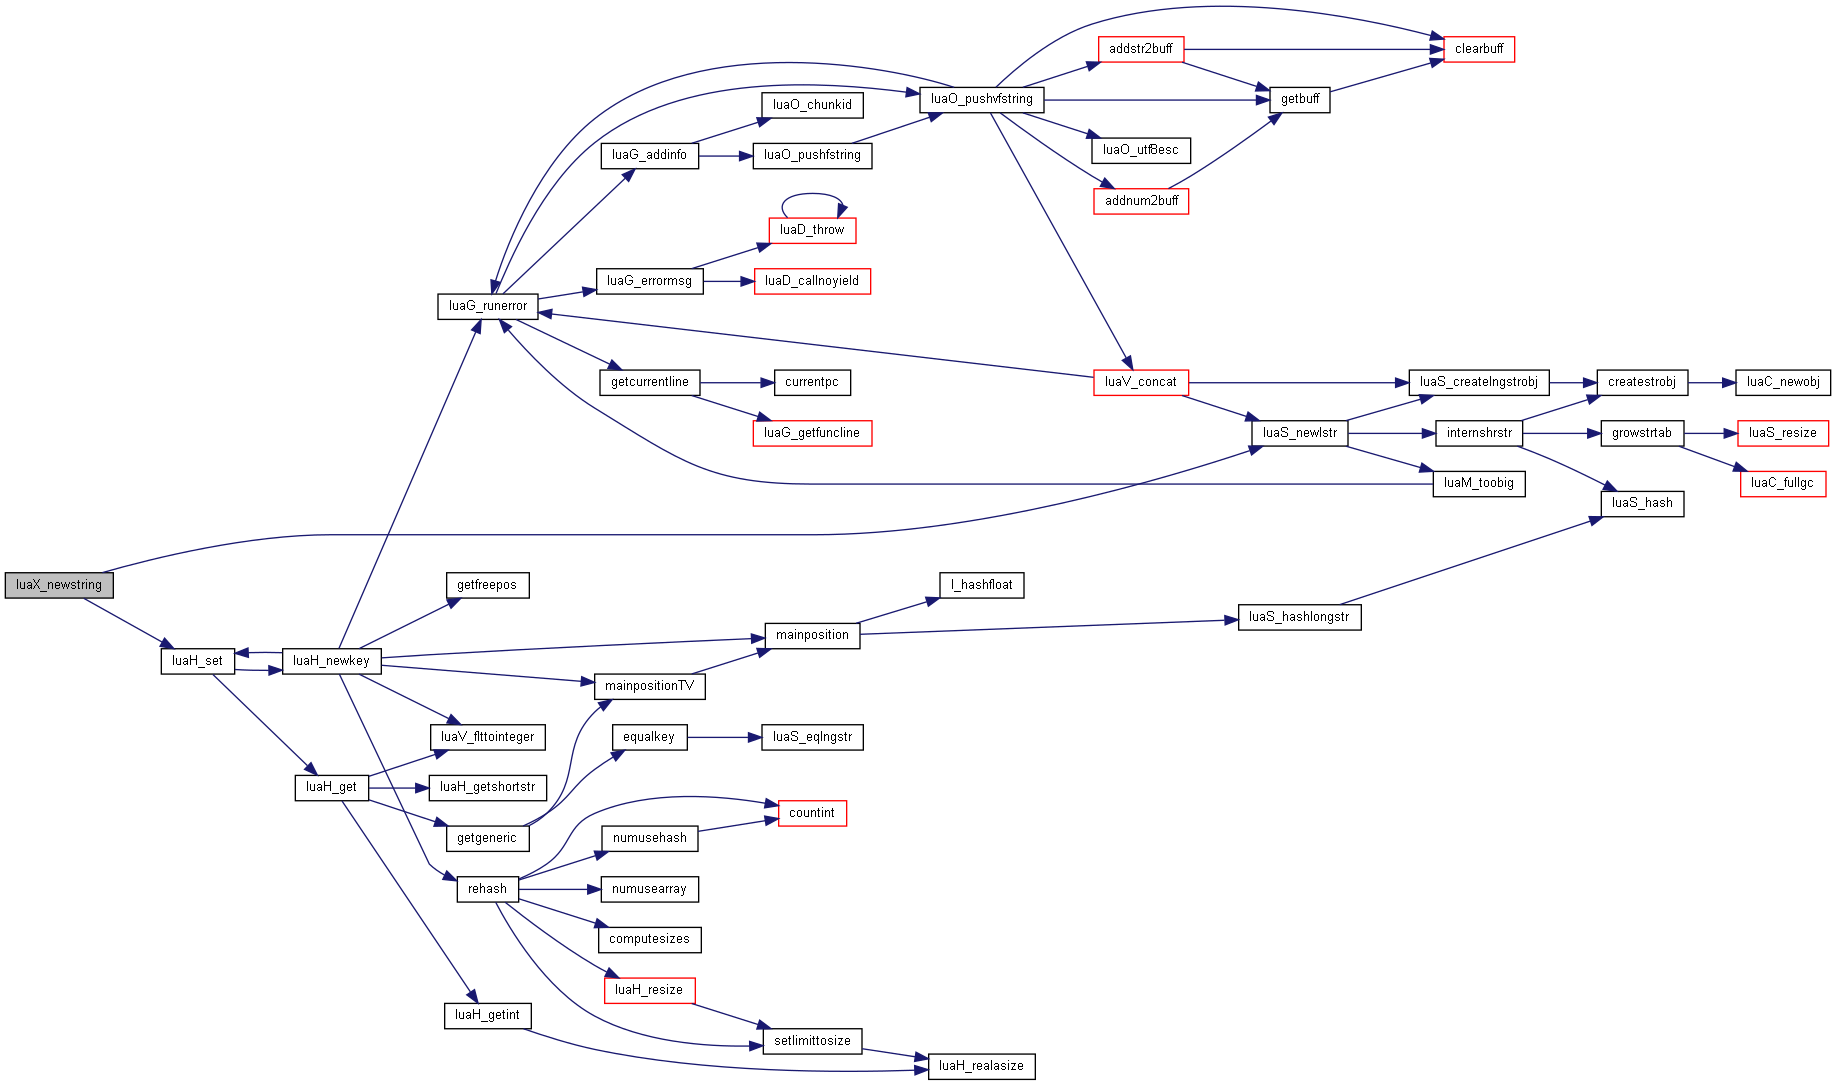 addstr2buff
clearbuff
luaO_chunkid
luaO_pushvfstring
getbuff
luaG_addinfo
luaO_pushfstring
luaO_utf8esc
addnum2buff
luaD_throw
luaG_errormsg
luaD_callnoyield
luaG_runerror
getcurrentline
currentpc
luaV_concat
luaS_createlngstrobj
createstrobj
luaC_newobj
luaG_getfuncline
luaS_newlstr
internshrstr
growstrtab
luaS_resize
luaM_toobig
luaC_fullgc
luaS_hash
luaX_newstring
getfreepos
l_hashfloat
luaS_hashlongstr
mainposition
luaH_set
luaH_newkey
mainpositionTV
luaV_flttointeger
equalkey
luaS_eqlngstr
luaH_get
luaH_getshortstr
countint
getgeneric
numusehash
rehash
numusearray
computesizes
luaH_resize
luaH_getint
setlimittosize
luaH_realasize